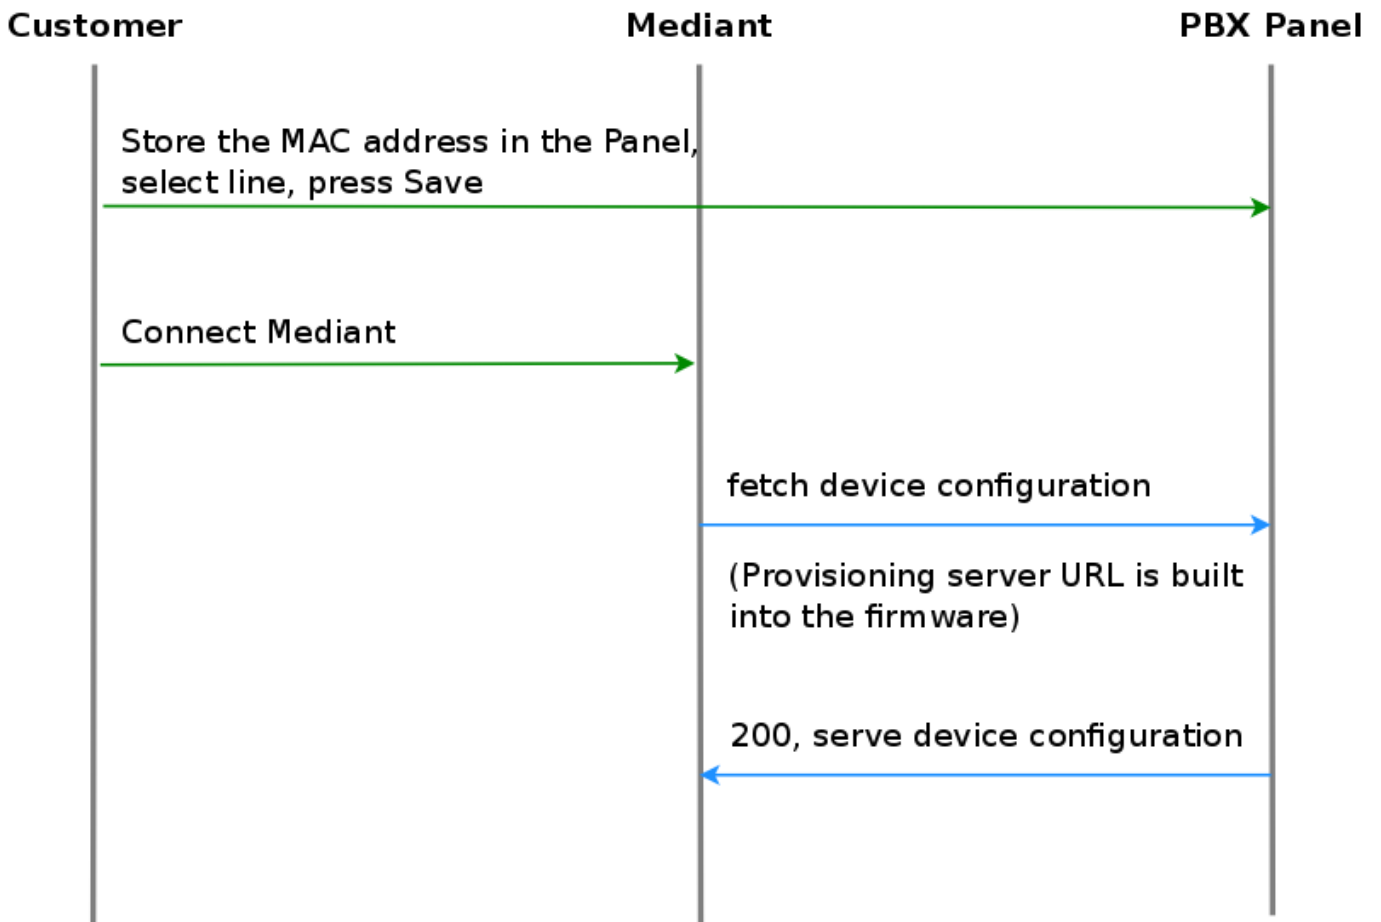 Customer
Mediant
PBX Panel
Store the MAC address in the Panel,
select line, press Save
Connect Mediant
fetch device configuration
(Provisioning server URL is built
into the firmware)
200, serve device configuration